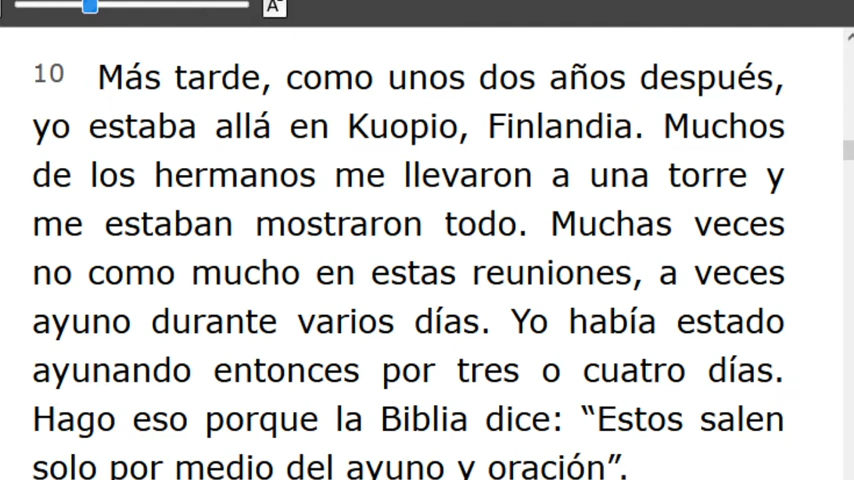 A
10 Más tarde, como unos dos años después,
yo estaba allá en Kuopio, Finlandia. Muchos
de los hermanos me llevaron a una torre y
me estaban mostraron todo. Muchas veces
no como mucho en estas reuniones, a veces
ayuno durante varios días. Yo había estado
ayunando entonces por tres o cuatro días.
Hago eso porque la Biblia dice: “Estos salen
solo por medio del ayuno y oración”.